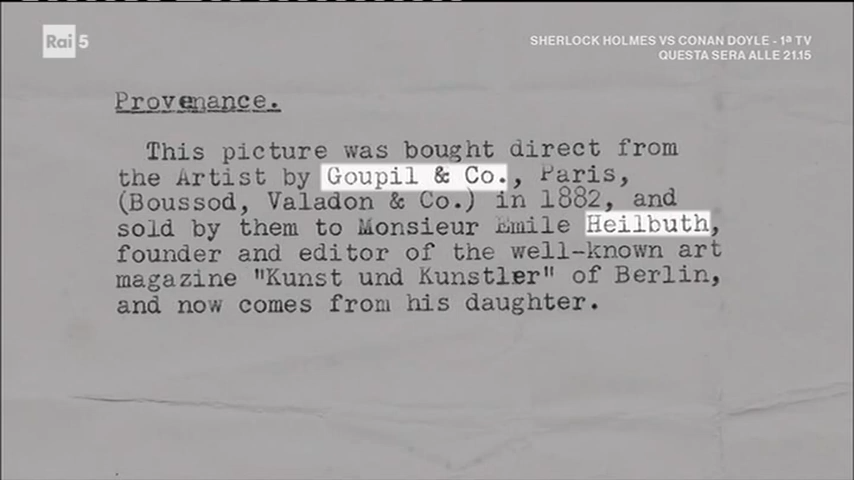 Rai 5
SHERLOCK HOLMES VS CONAN DOYLE - 1ª TV
QUESTA SERA ALLE 21.15
Provenance.
This picture was bought direct from
the Artist by Goupil & Co., Paris,
(Boussod, Valadon & Co.) in 1882, and
sold by them to Monsieur Emile Heilbuth,
founder and editor of the well-known art
magazine "Kunst und Kunstler" of Berlin,
and now comes from his daughter.